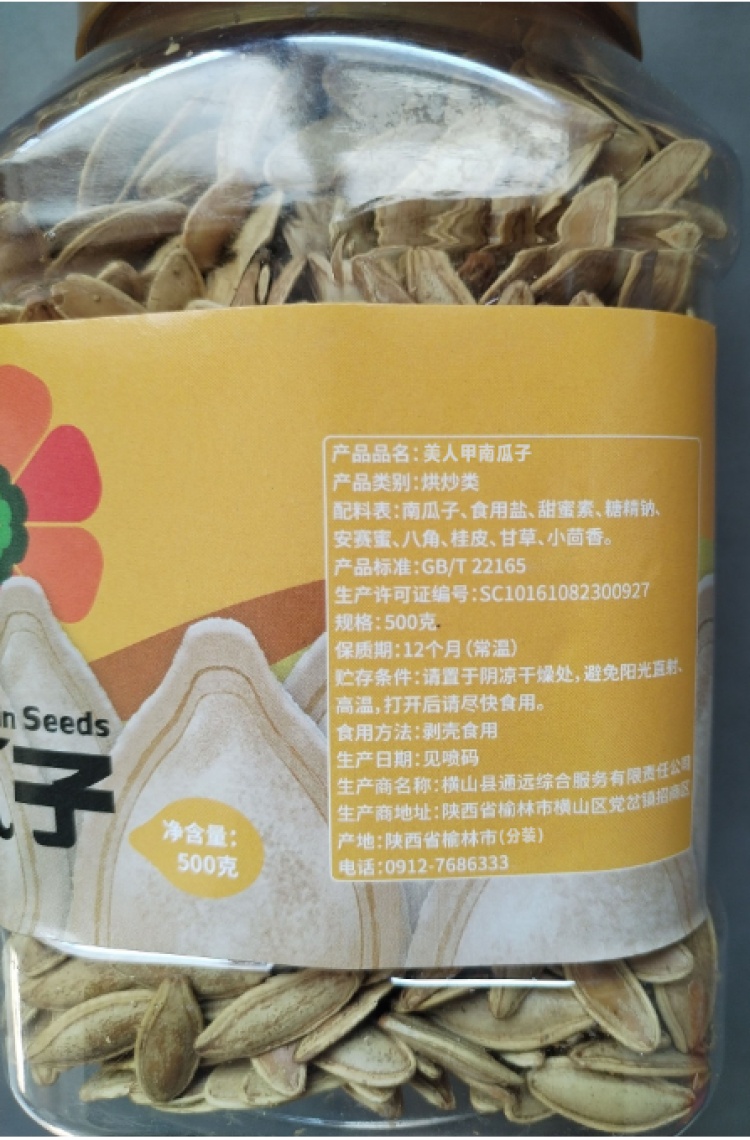 产品品名：美人甲南瓜子
产品类别：烘炒类
配料表：南瓜子、食用盐、甜蜜素、糖精钠、
安赛蜜、八角、桂皮、甘草、小茴香。
产品标准：GB/T 22165
生产许可证编号：SC10161082300927
规格：500克
保质期：12个月（常温）
贮存条件：请置于阴凉干燥处，避免阳光直射、
高温，打开后请尽快食用。
食用方法：剥壳食用
生产日期：见喷码
生产商名称：横山县通远综合服务有限责任公司
生产商地址：陕西省榆林市横山区党岔镇招商区
产地：陕西省榆林市（分装）
电话：0912-7686333
Seeds
子
净含量：
500克